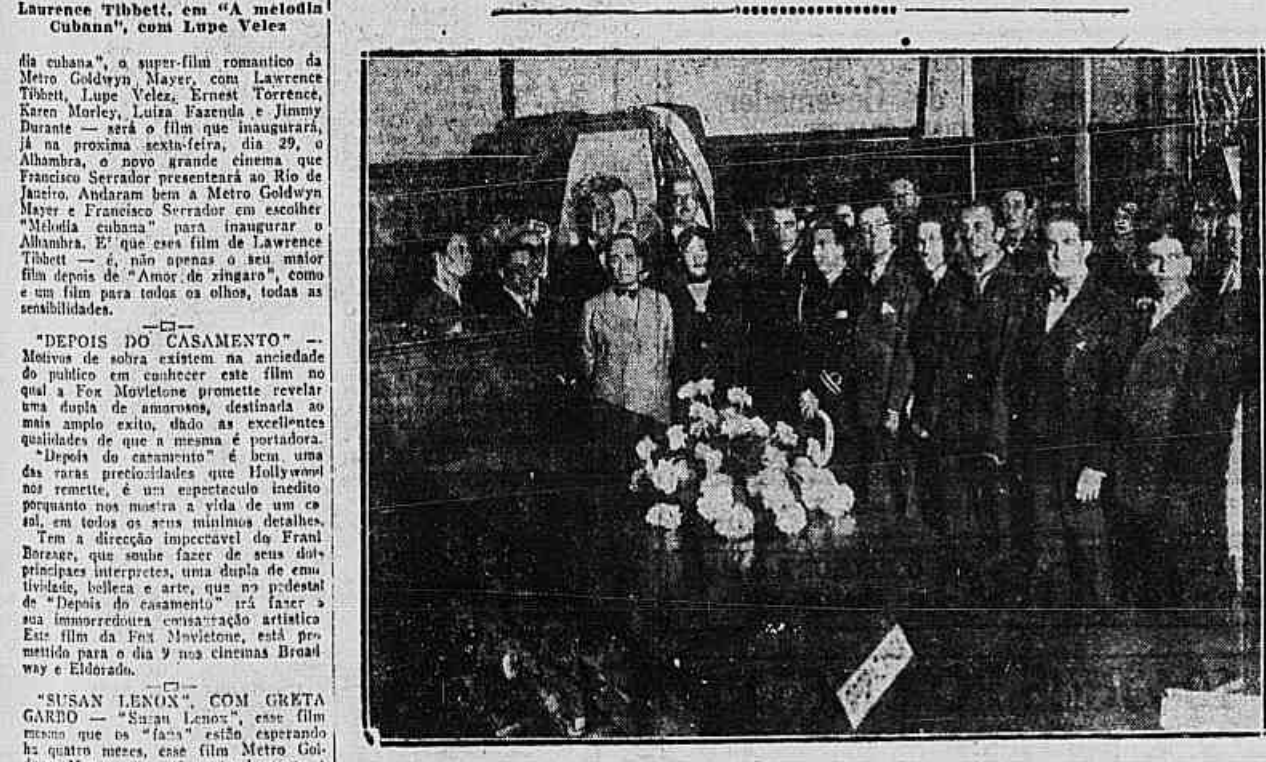 Laurence Tibbett, em "A melodia
Cubana", com Lupe Velez
dia cubana", o super-film romantico da
Metro Goldwyn Mayer, com Lawrence
Tibbett, Lupe Velez, Ernest Torrence,
Karen Morley, Luiza Fazenda e Jimmy
Durante — será o film que inaugurará,
já na proxima sexta-feira, dia 29, o
Alhambra, o novo grande cinema que
Francisco Serrador presenteará ao Rio de
Janeiro. Andaram bem a Metro Goldwyn
Mayer e Francisco Serrador em escolher
"Melodia cubana" para inaugurar o
Alhambra. E' que eses film de Lawrence
Tibbett — é, não apenas o seu maior
film depois de "Amor de zingaro", como
e um film para todos os olhos, todas as
sensibilidades.
"DEPOIS DO CASAMENTO" —
Motivos de sobra existem na anciedade
do publico em conhecer este film no
qual a Fox Movietone promette revelar
uma dupla de amorosos, destinada ao
mais amplo exito, dado as excellentes
qualidades de que a mesma é portadora.
"Depois do casamento" é bem uma
das raras preciosidades que Hollywood
nos remette, é um espectaculo inedito
porquanto nos mostra a vida de um ca
sal, em todos os seus minimos detalhes.
Tem a direcção impeccavel do Frank
Borzage, que soube fazer de seus dois
principaes interpretes, uma dupla de emo
tividade, belleza e arte, que no pedestal
de "Depois do casamento" irá fazer a
sua immorredoura consagração artistica
Este film da Fox Movietone, está pro
mettido para o dia 9 nos cinemas Broad
way e Eldorado.
"SUSAN LENOX", COM GRETA
GARBO — "Susan Lenox", esse film
mesmo que os "fans" estão esperando
ha quatro mezes, esse film Metro Gol-